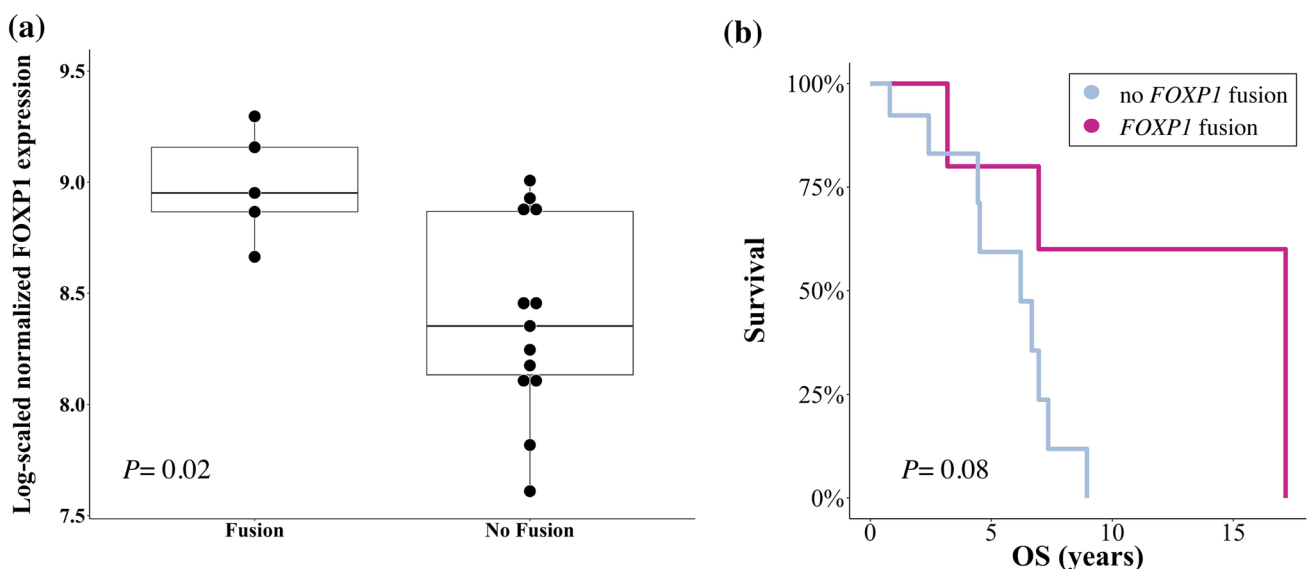 (a)
Log-scaled normalized FOXP1 expression
9.5
9.0
8.5
8.0
7.5
P= 0.02
Fusion
No Fusion
(b)
Survival
100%
75%
50%
25%
0%
no FOXP1 fusion
FOXP1 fusion
P= 0.08
0
5
10
15
OS (years)